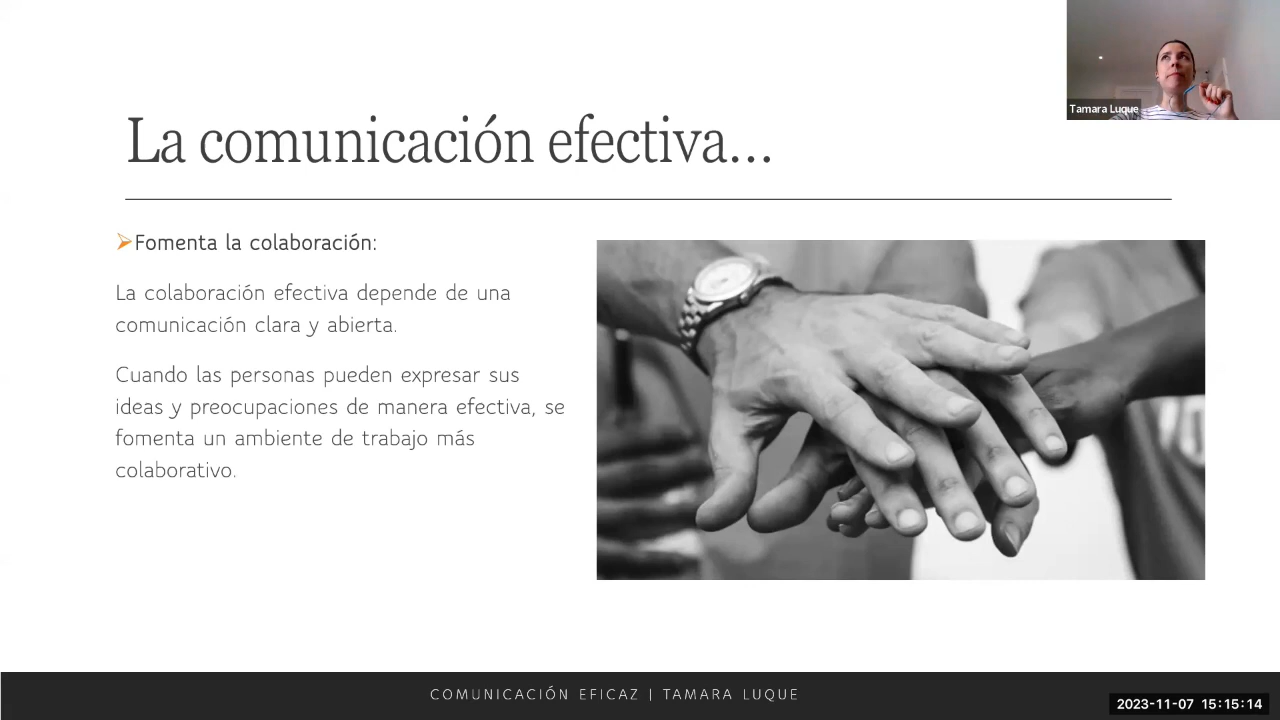 Tamara Luque
La comunicación efectiva...
➢Fomenta la colaboración:
La colaboración efectiva depende de una
comunicación clara y abierta.
Cuando las personas pueden expresar sus
ideas y preocupaciones de manera efectiva, se
fomenta un ambiente de trabajo más
colaborativo.
COMUNICACIÓN EFICAZ | TAMARA LUQUE
2023-11-07 15:15:14